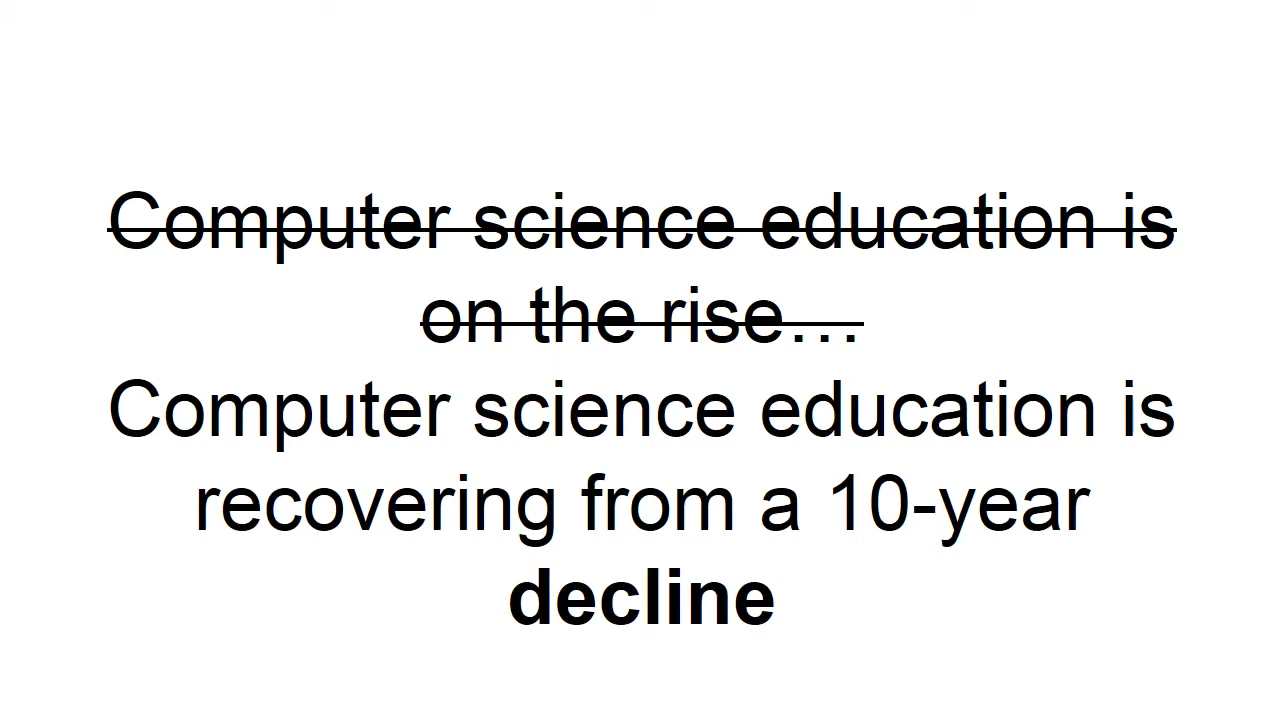 Computer science education is
on the rise...
Computer science education is
recovering from a 10-year
decline